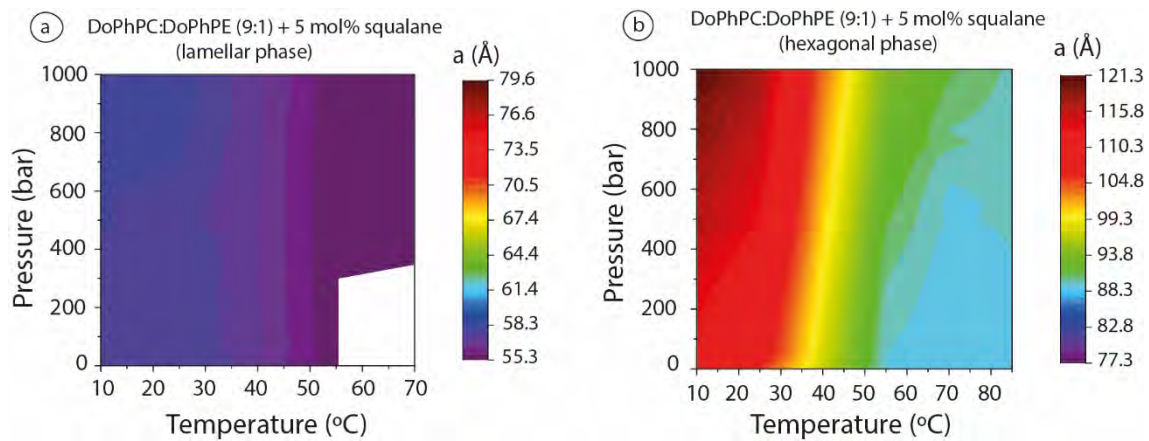 a
DoPhPC:DoPhPE (9:1) + 5 mol% squalane
(lamellar phase)
a (Å)
1000
800
600
400
200
0
Pressure (bar)
10 20 30 40 50 60 70
Temperature (ºC)
79.6
76.6
73.5
70.5
67.4
64.4
61.4
58.3
55.3
b
DoPhPC:DoPhPE (9:1) + 5 mol% squalane
(hexagonal phase)
a (Å)
1000
800
600
400
200
0
Pressure (bar)
10 20 30 40 50 60 70 80
Temperature (ºC)
121.3
115.8
110.3
104.8
99.3
93.8
88.3
82.8
77.3